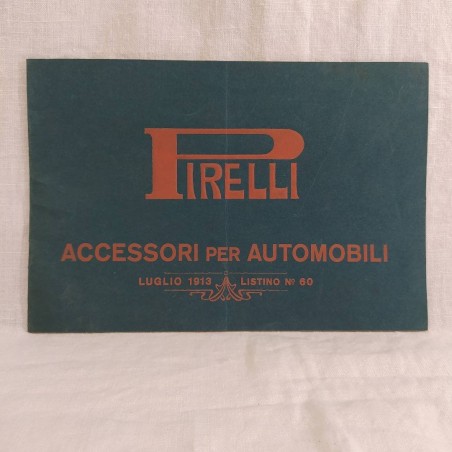 PIRELLI
ACCESSORI PER AUTOMOBILI
LUGLIO 1913 LISTINO Nº 60